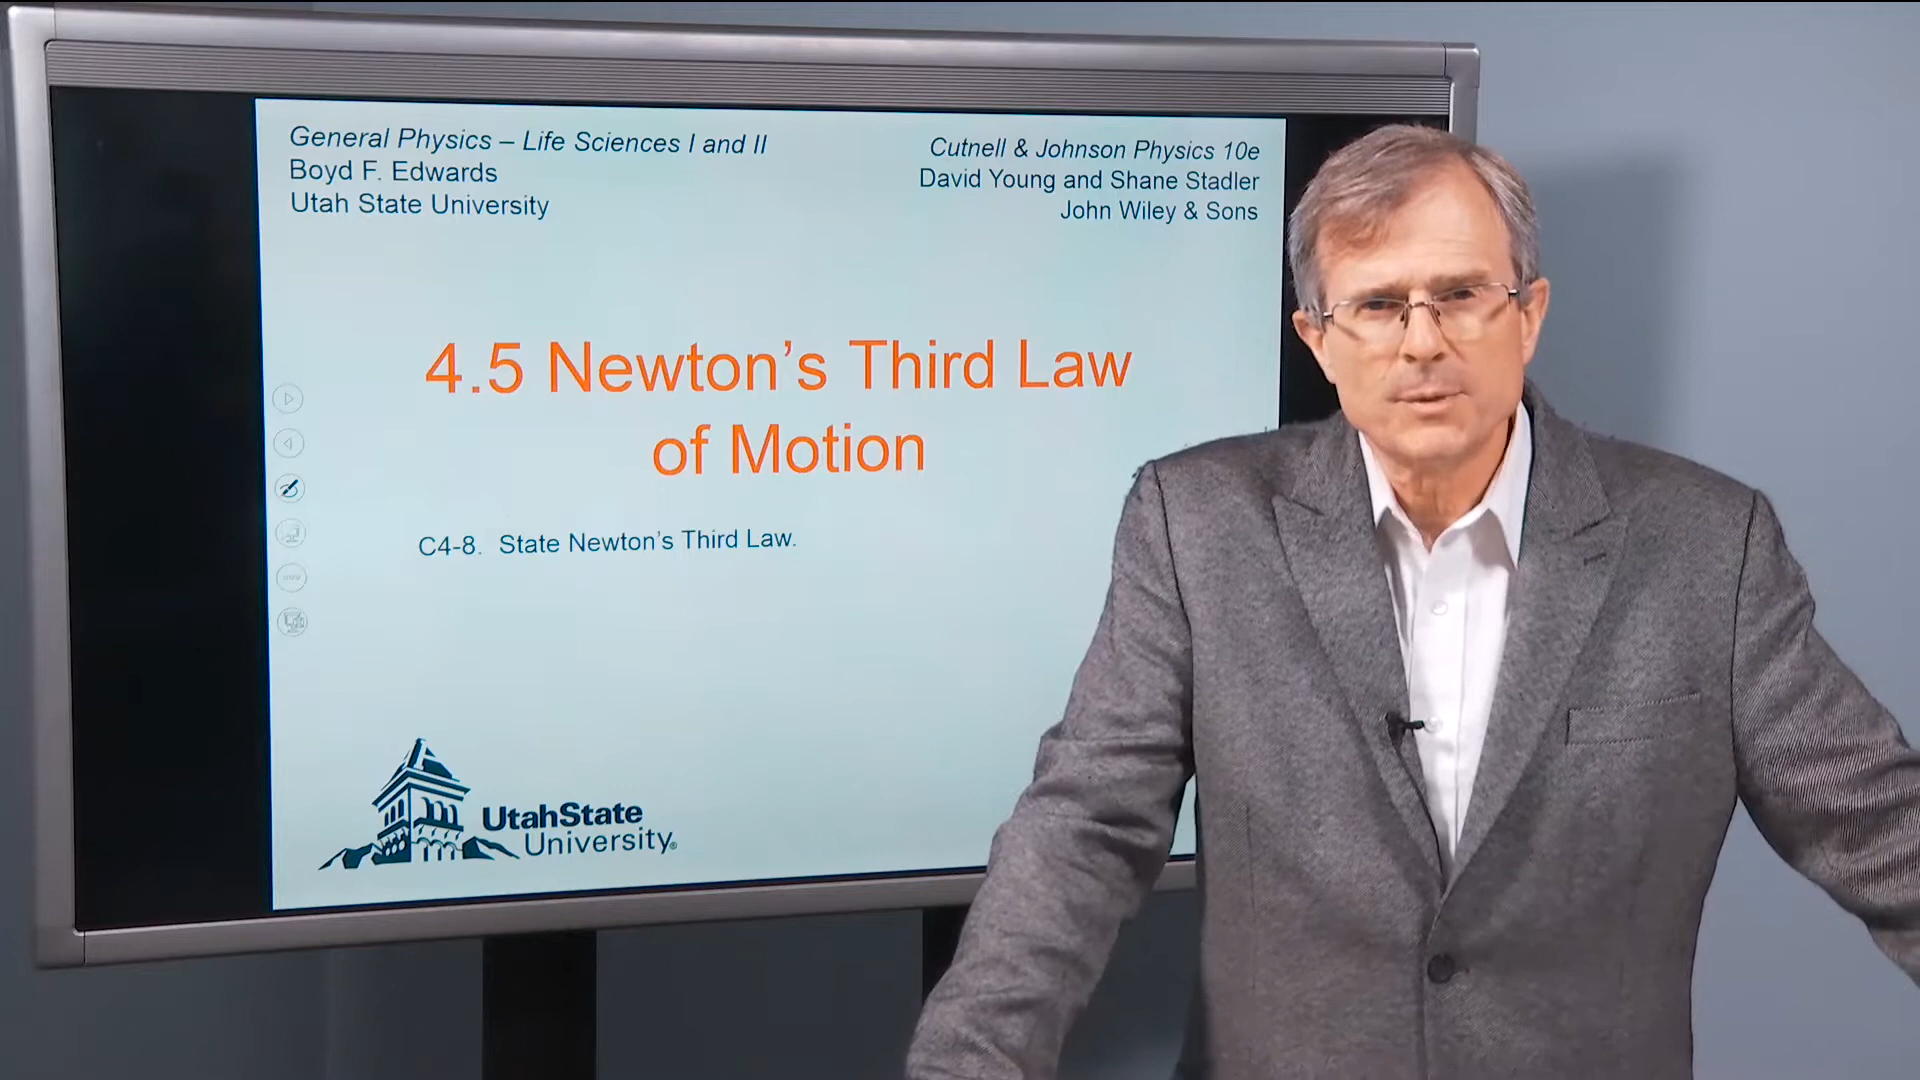 General Physics – Life Sciences I and II
Boyd F. Edwards
Utah State University
Cutnell & Johnson Physics 10e
David Young and Shane Stadler
John Wiley & Sons
4.5 Newton’s Third Law
of Motion
C4-8. State Newton’s Third Law.
UtahState
University®